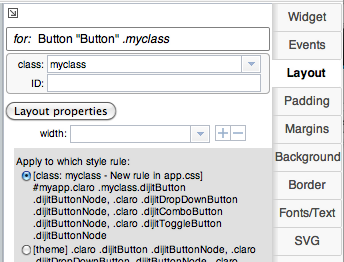 for: Button "Button" .myclass
class: myclass
ID:
Layout properties
width:
Apply to which style rule:
[class: myclass - New rule in app.css]
#myapp.claro .myclass.dijitButton
.dijitButtonNode, .claro .dijitDropDownButton
.dijitButtonNode, .claro .dijitComboButton
.dijitButtonNode, .claro .dijitToggleButton
.dijitButtonNode
[theme] .claro .dijitButton .dijitButtonNode, .claro
.dijitDropDownButton .dijitButtonNode, .claro
Widget
Events
Layout
Padding
Margins
Background
Border
Fonts/Text
SVG